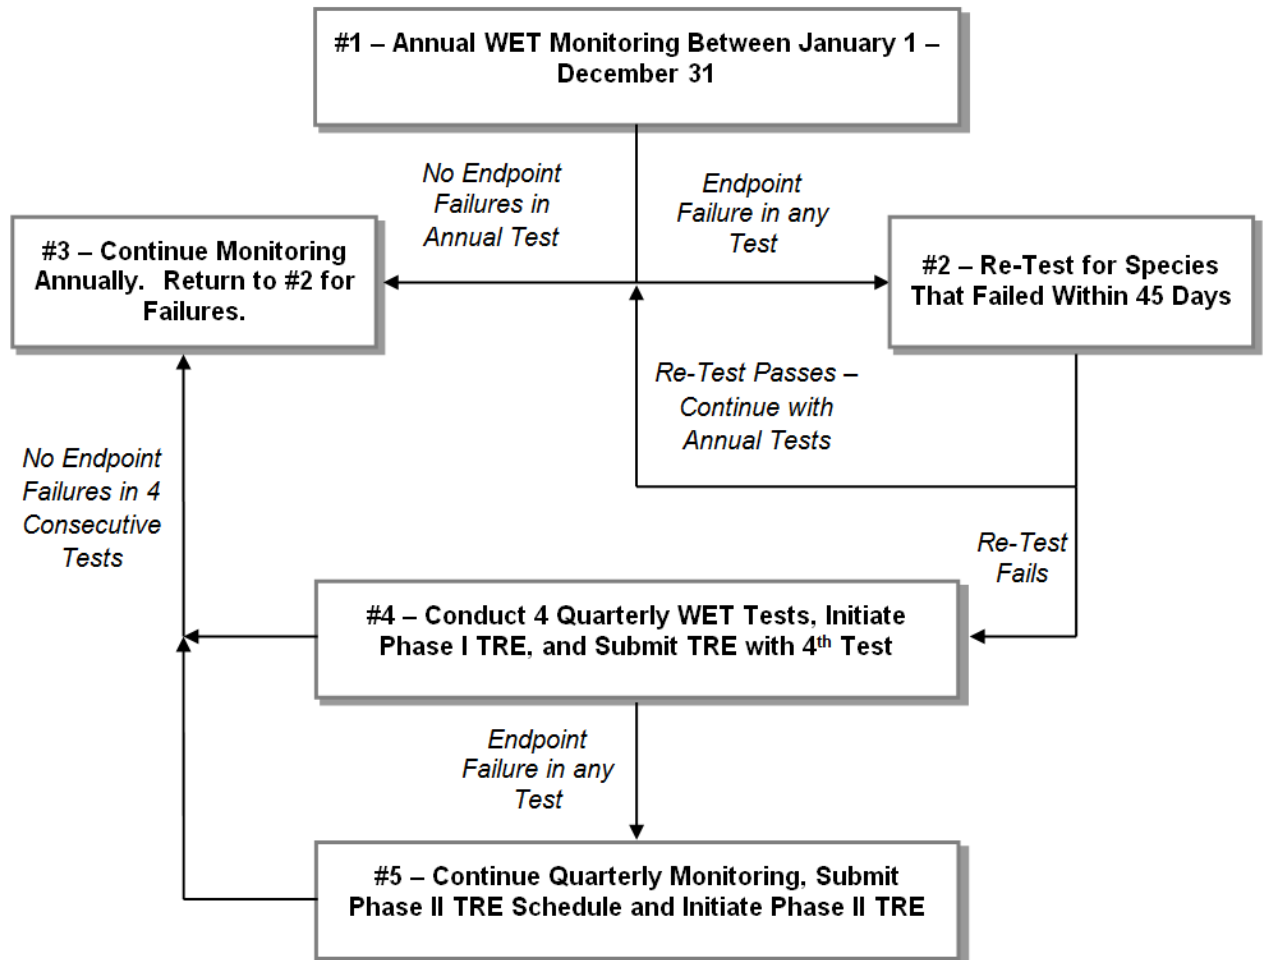 #1 – Annual WET Monitoring Between January 1 –
December 31
No Endpoint
Failures in
Annual Test
Endpoint
Failure in any
Test
#3 – Continue Monitoring
Annually. Return to #2 for
Failures.
#2 – Re-Test for Species
That Failed Within 45 Days
Re-Test Passes –
Continue with
Annual Tests
No Endpoint
Failures in 4
Consecutive
Tests
Re-Test
Fails
#4 – Conduct 4 Quarterly WET Tests, Initiate
Phase I TRE, and Submit TRE with 4th Test
Endpoint
Failure in any
Test
#5 – Continue Quarterly Monitoring, Submit
Phase II TRE Schedule and Initiate Phase II TRE